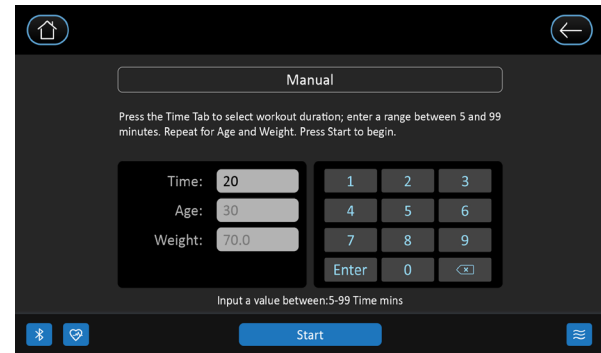 Manual
Press the Time Tab to select workout duration; enter a range between 5 and 99
minutes. Repeat for Age and Weight. Press Start to begin.
Time: 20
Age: 30
Weight: 70.0
1 2 3
4 5 6
7 8 9
Enter 0
Input a value between:5-99 Time mins
Start